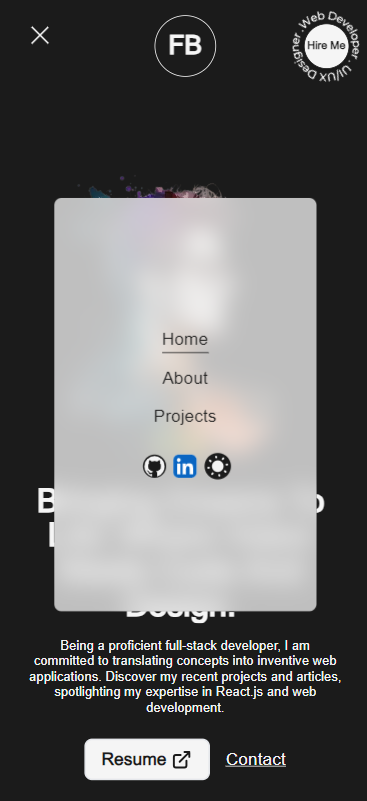 FB
Web Developer · UI/UX Designer ·
Hire Me
Home
About
Projects
in
Design!
Being a proficient full-stack developer, I am
committed to translating concepts into inventive web
applications. Discover my recent projects and articles,
spotlighting my expertise in React.js and web
development.
Resume
Contact